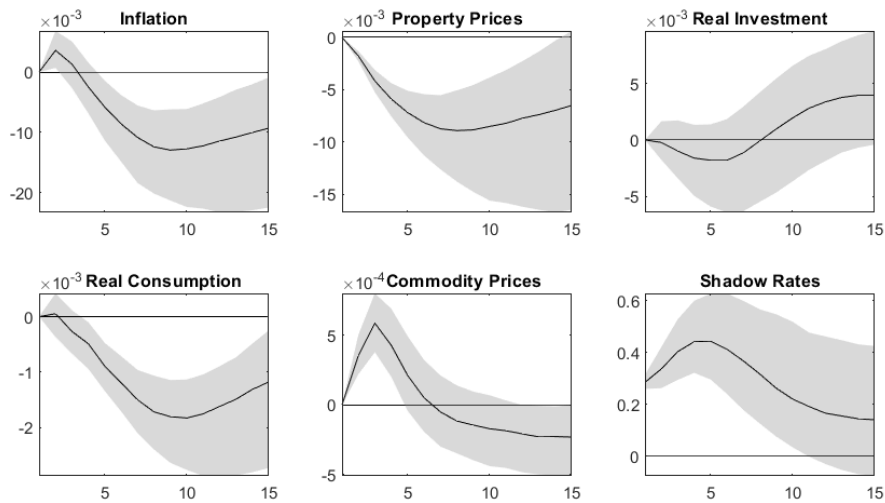 ×10⁻³ Inflation
0
-10
-20
5 10 15
×10⁻³ Property Prices
0
-5
-10
-15
5 10 15
×10⁻³ Real Investment
5
0
-5
5 10 15
×10⁻³ Real Consumption
0
-1
-2
5 10 15
×10⁻⁴ Commodity Prices
5
0
-5
5 10 15
Shadow Rates
0.6
0.4
0.2
0
5 10 15